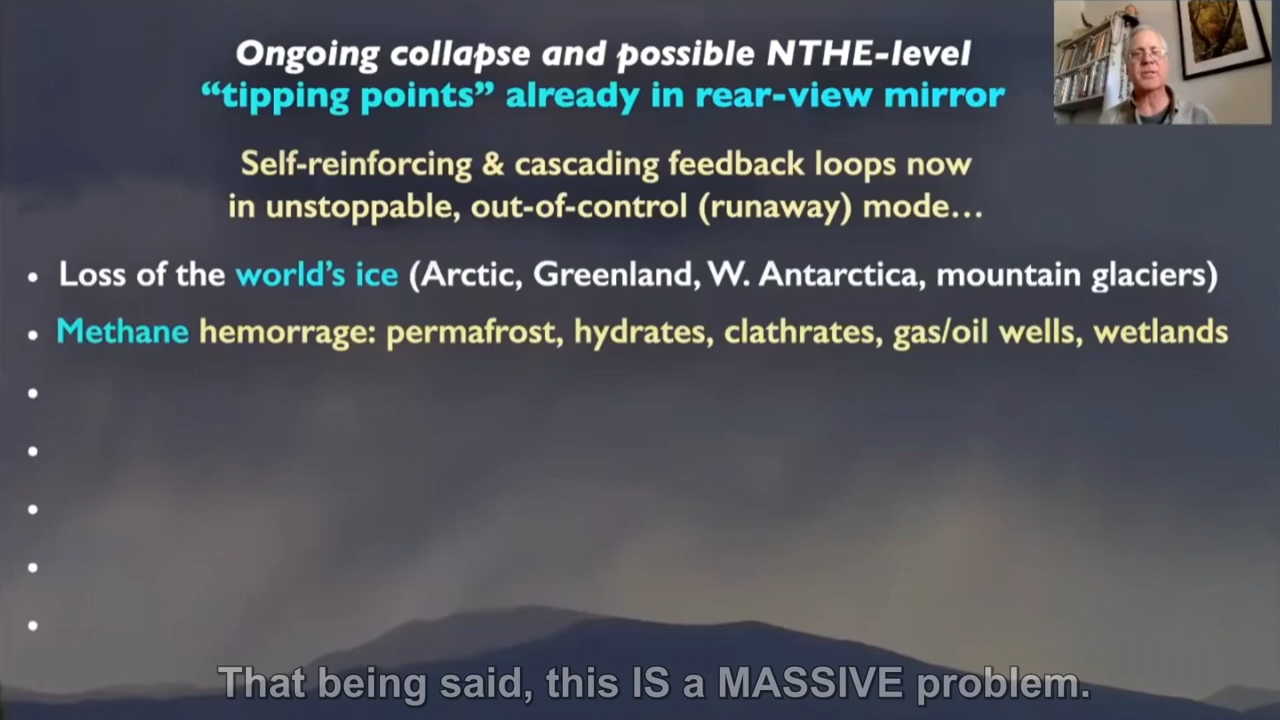 Ongoing collapse and possible NTHE-level
“tipping points” already in rear-view mirror
Self-reinforcing & cascading feedback loops now
in unstoppable, out-of-control (runaway) mode…
• Loss of the world’s ice (Arctic, Greenland, W. Antarctica, mountain glaciers)
• Methane hemorrage: permafrost, hydrates, clathrates, gas/oil wells, wetlands
•
•
•
•
•
That being said, this IS a MASSIVE problem.